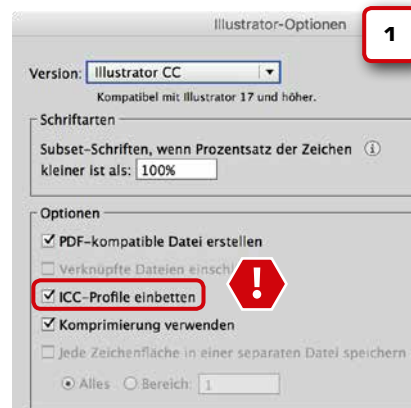 Illustrator-Optionen
1
Version: Illustrator CC
Kompatibel mit Illustrator 17 und höher.
Schriftarten
Subset-Schriften, wenn Prozentsatz der Zeichen
kleiner ist als: 100%
Optionen
PDF-kompatible Datei erstellen
Verknüpfte Dateien
!
ICC-Profile einbetten
Komprimierung verwenden
Jede Zeichenfläche in einer separaten Datei speichern
Alles Bereich: 1